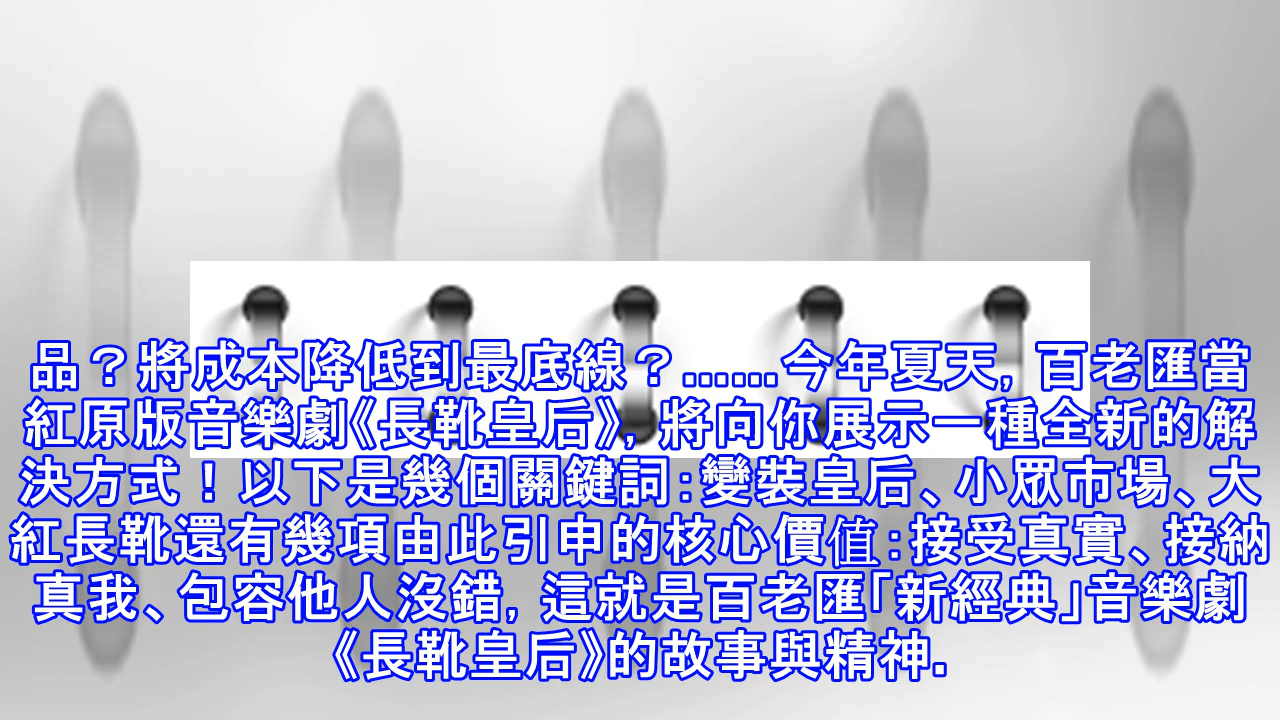 品？將成本降低到最底線？......今年夏天, 百老匯當
紅原版音樂劇《長靴皇后》, 將向你展示一種全新的解
決方式！以下是幾個關鍵詞:變裝皇后、小眾市場、大
紅長靴還有幾項由此引申的核心價值:接受真實、接納
真我、包容他人沒錯, 這就是百老匯「新經典」音樂劇
《長靴皇后》的故事與精神.